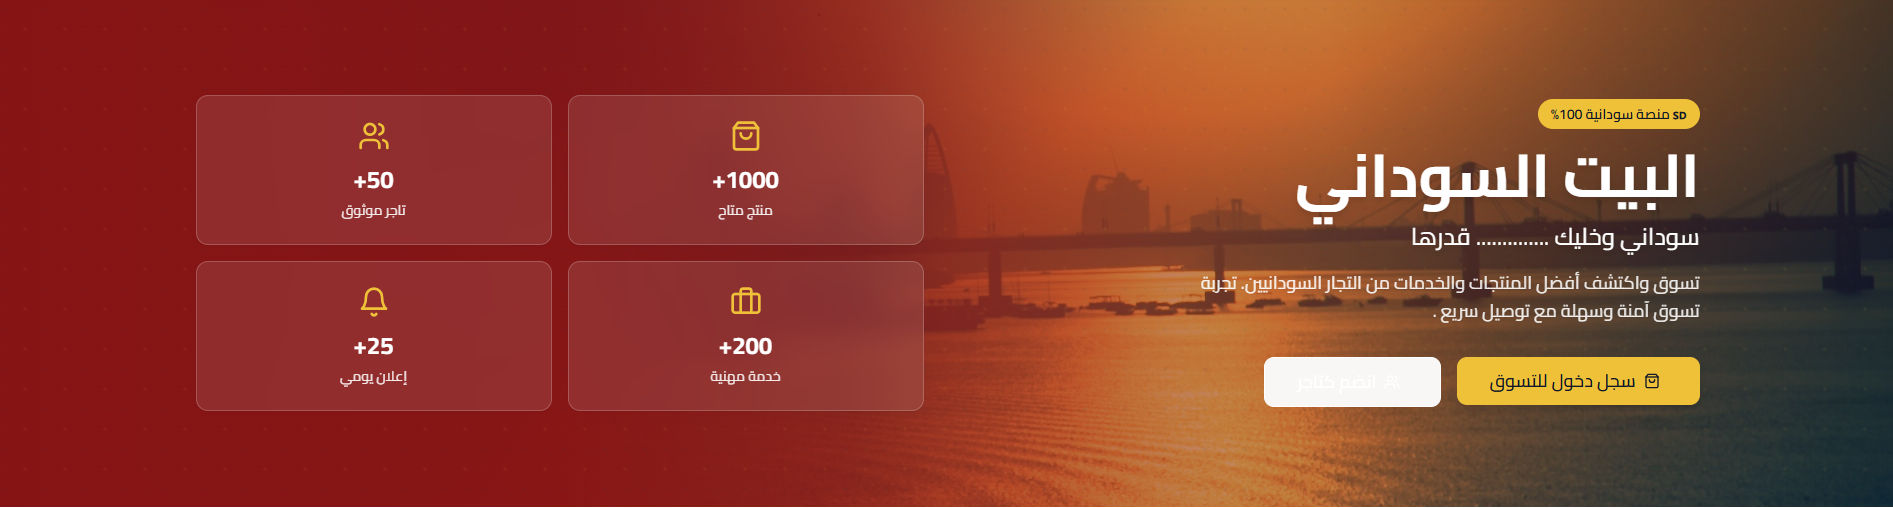 SD منصة سودانية 100%
البيت السوداني
سوداني وخليك .............. قدرها
تسوق واكتشف أفضل المنتجات والخدمات من التجار السودانيين. تجربة
تسوق آمنة وسهلة مع توصيل سريع .
سجل دخول للتسوق
انضم كتاجر
+1000
منتج متاح
+50
تاجر موثوق
+200
خدمة مهنية
+25
إعلان يومي